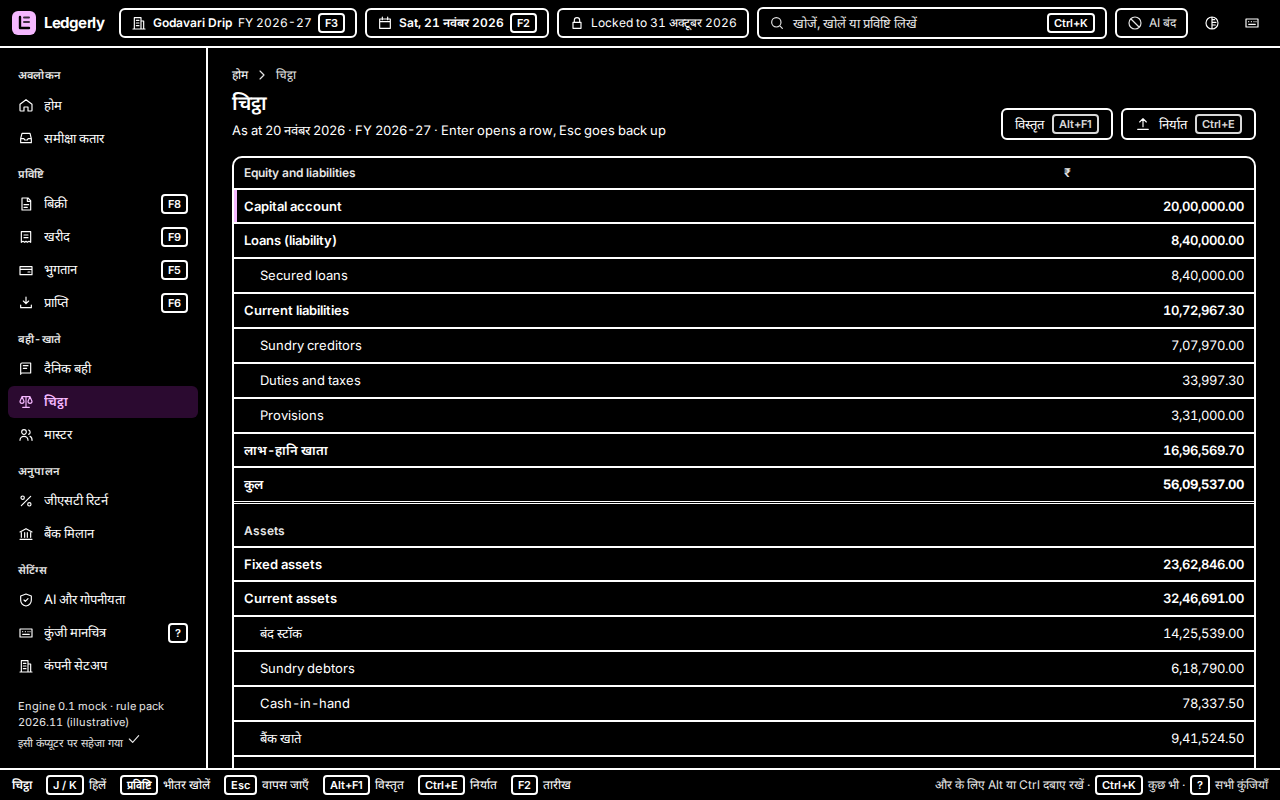 Ledgerly
Godavari Drip FY 2026-27 F3
Sat, 21 नवंबर 2026 F2
Locked to 31 अक्टूबर 2026
खोजें, खोलें या प्रविष्टि लिखें Ctrl+K
AI बंद
अवलोकन
होम
समीक्षा कतार
प्रविष्टि
बिक्री F8
खरीद F9
भुगतान F5
प्राप्ति F6
बही-खाते
दैनिक बही
चिट्ठा
मास्टर
अनुपालन
जीएसटी रिटर्न
बैंक मिलान
सेटिंग्स
AI और गोपनीयता
कुंजी मानचित्र ?
कंपनी सेटअप
Engine 0.1 mock · rule pack
2026.11 (illustrative)
इसी कंप्यूटर पर सहेजा गया
होम > चिट्ठा
चिट्ठा
As at 20 नवंबर 2026 · FY 2026-27 · Enter opens a row, Esc goes back up
विस्तृत Alt+F1
निर्यात Ctrl+E
Equity and liabilities ₹
Capital account 20,00,000.00
Loans (liability) 8,40,000.00
Secured loans 8,40,000.00
Current liabilities 10,72,967.30
Sundry creditors 7,07,970.00
Duties and taxes 33,997.30
Provisions 3,31,000.00
लाभ-हानि खाता 16,96,569.70
कुल 56,09,537.00
Assets
Fixed assets 23,62,846.00
Current assets 32,46,691.00
बंद स्टॉक 14,25,539.00
Sundry debtors 6,18,790.00
Cash-in-hand 78,337.50
बैंक खाते 9,41,524.50
चिट्ठा J / K हिलें प्रविष्टि भीतर खोलें Esc वापस जाएँ Alt+F1 विस्तृत Ctrl+E निर्यात F2 तारीख
और के लिए Alt या Ctrl दबाए रखें · Ctrl+K कुछ भी · ? सभी कुंजियाँ